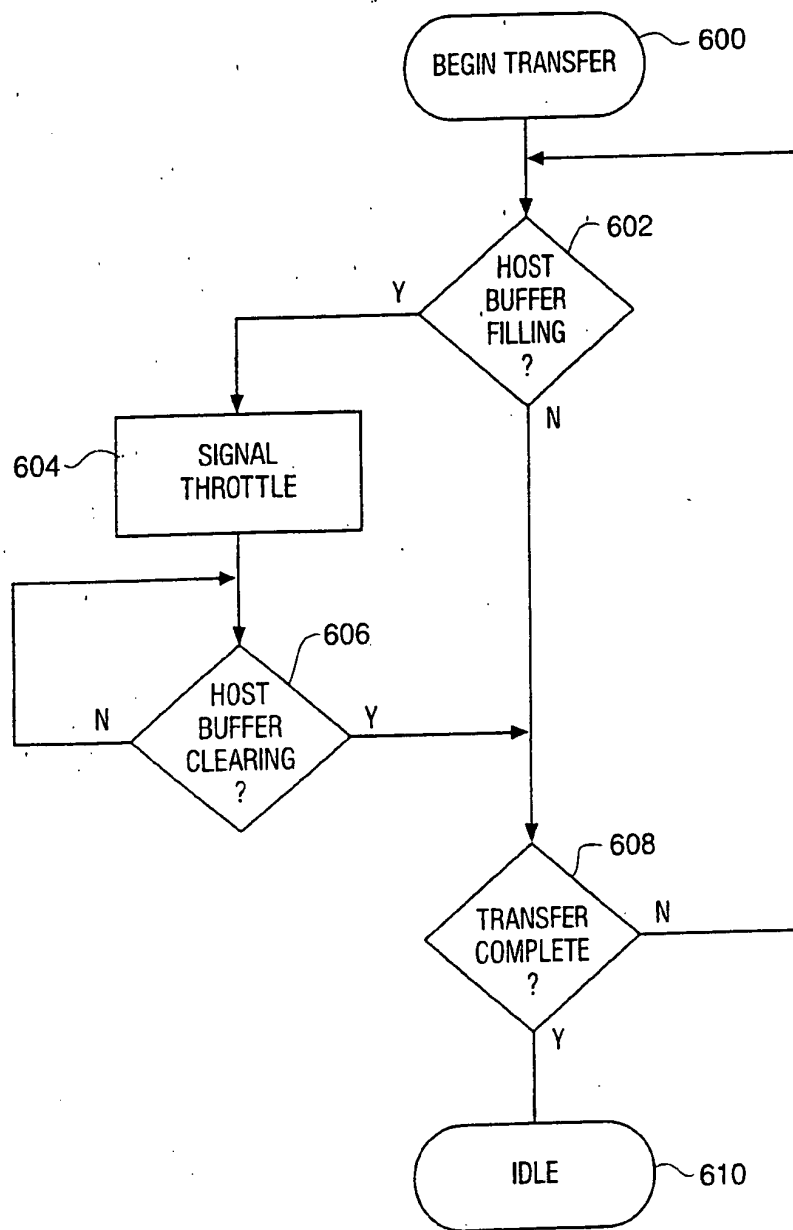 BEGIN TRANSFER
600
602
HOST
BUFFER
FILLING
?
Y
N
604
SIGNAL
THROTTLE
606
HOST
BUFFER
CLEARING
?
N
Y
608
TRANSFER
COMPLETE
?
N
Y
IDLE
610